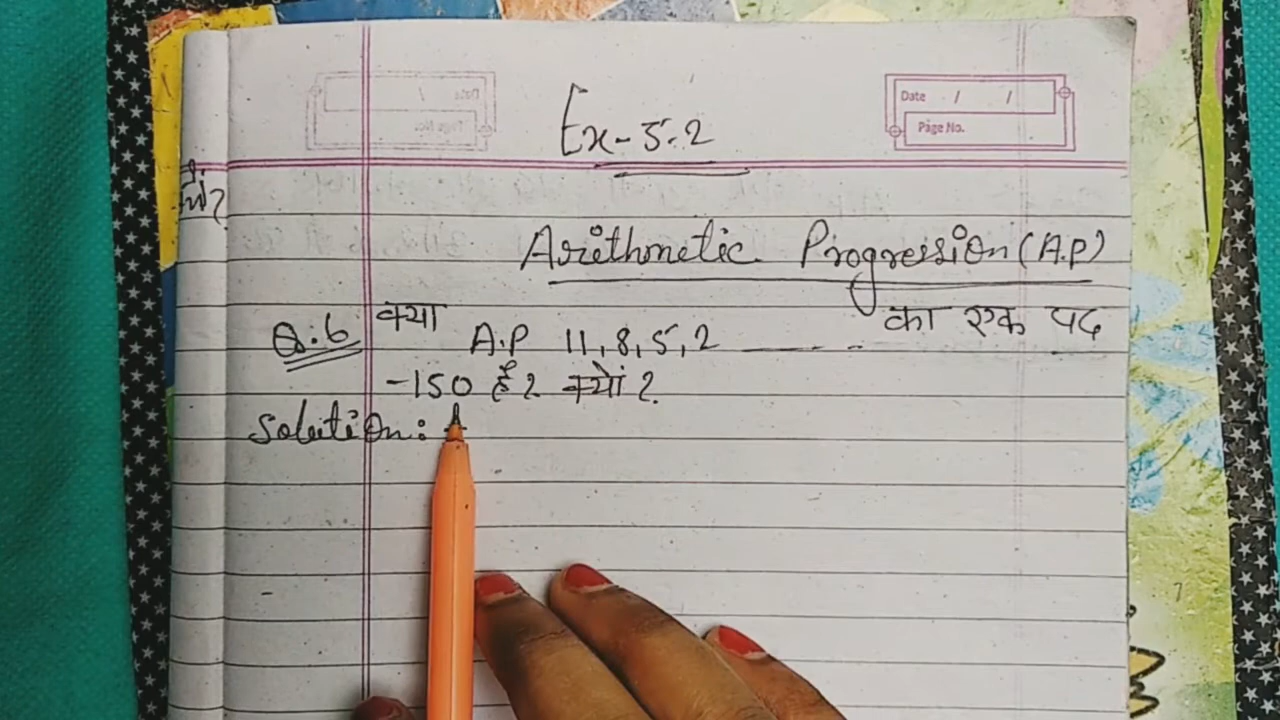 Ex-5.2
Date / /
Page No.
Arithmetic Progression (A.P)
Q.6 क्या A.P 11, 8, 5, 2 ---- का एक पद
-150 है? क्यों?
Solution: